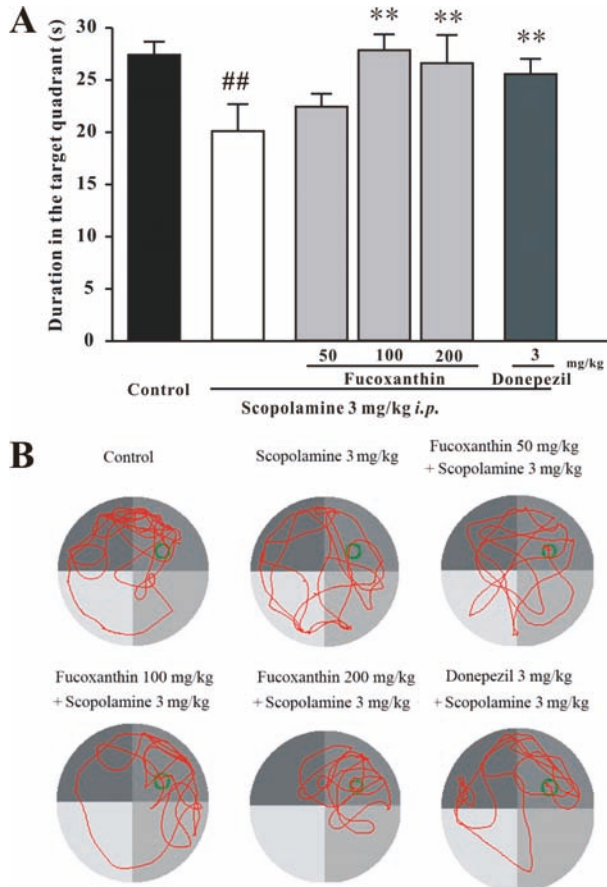 A
Duration in the target quadrant (s)
30
25
20
15
10
5
0
##
**
**
**
50
100
200
3
mg/kg
Control
Fucoxanthin
Donepezil
Scopolamine 3 mg/kg i.p.
B
Control
Scopolamine 3 mg/kg
Fucoxanthin 50 mg/kg
+ Scopolamine 3 mg/kg
Fucoxanthin 100 mg/kg
+ Scopolamine 3 mg/kg
Fucoxanthin 200 mg/kg
+ Scopolamine 3 mg/kg
Donepezil 3 mg/kg
+ Scopolamine 3 mg/kg